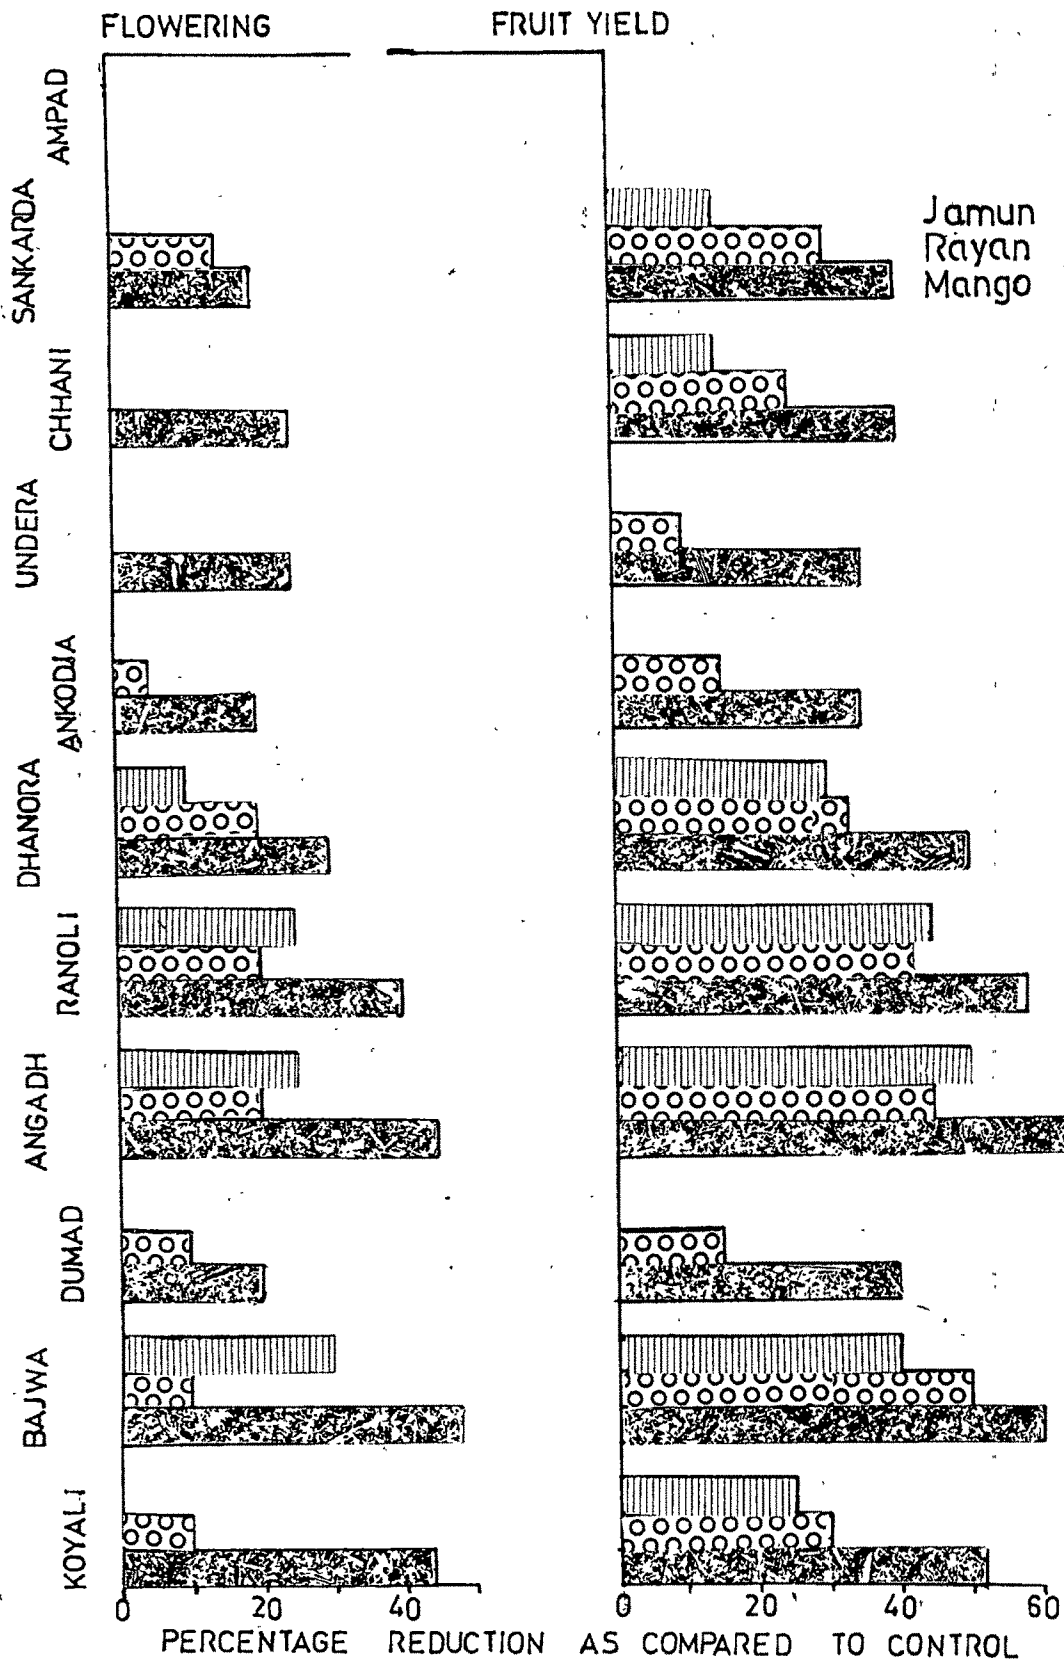 FLOWERING
FRUIT YIELD
AMPAD
SANKARDA
CHHANI
UNDERA
ANKODIA
DHANORA
RANOLI
ANGADH
DUMAD
BAJWA
KOYALI
Jamun
Rayan
Mango
0 20 40
0 20 40 60
PERCENTAGE REDUCTION AS COMPARED TO CONTROL